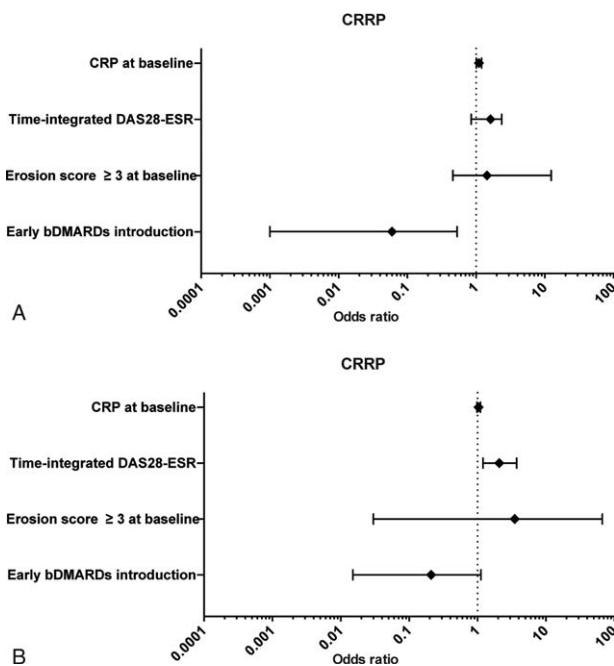 CRRP
CRP at baseline
Time-integrated DAS28-ESR
Erosion score ≥ 3 at baseline
Early bDMARDs introduction
0.0001
0.001
0.01
0.1
1
10
100
Odds ratio
A
CRRP
CRP at baseline
Time-integrated DAS28-ESR
Erosion score ≥ 3 at baseline
Early bDMARDs introduction
0.0001
0.001
0.01
0.1
1
10
100
Odds ratio
B